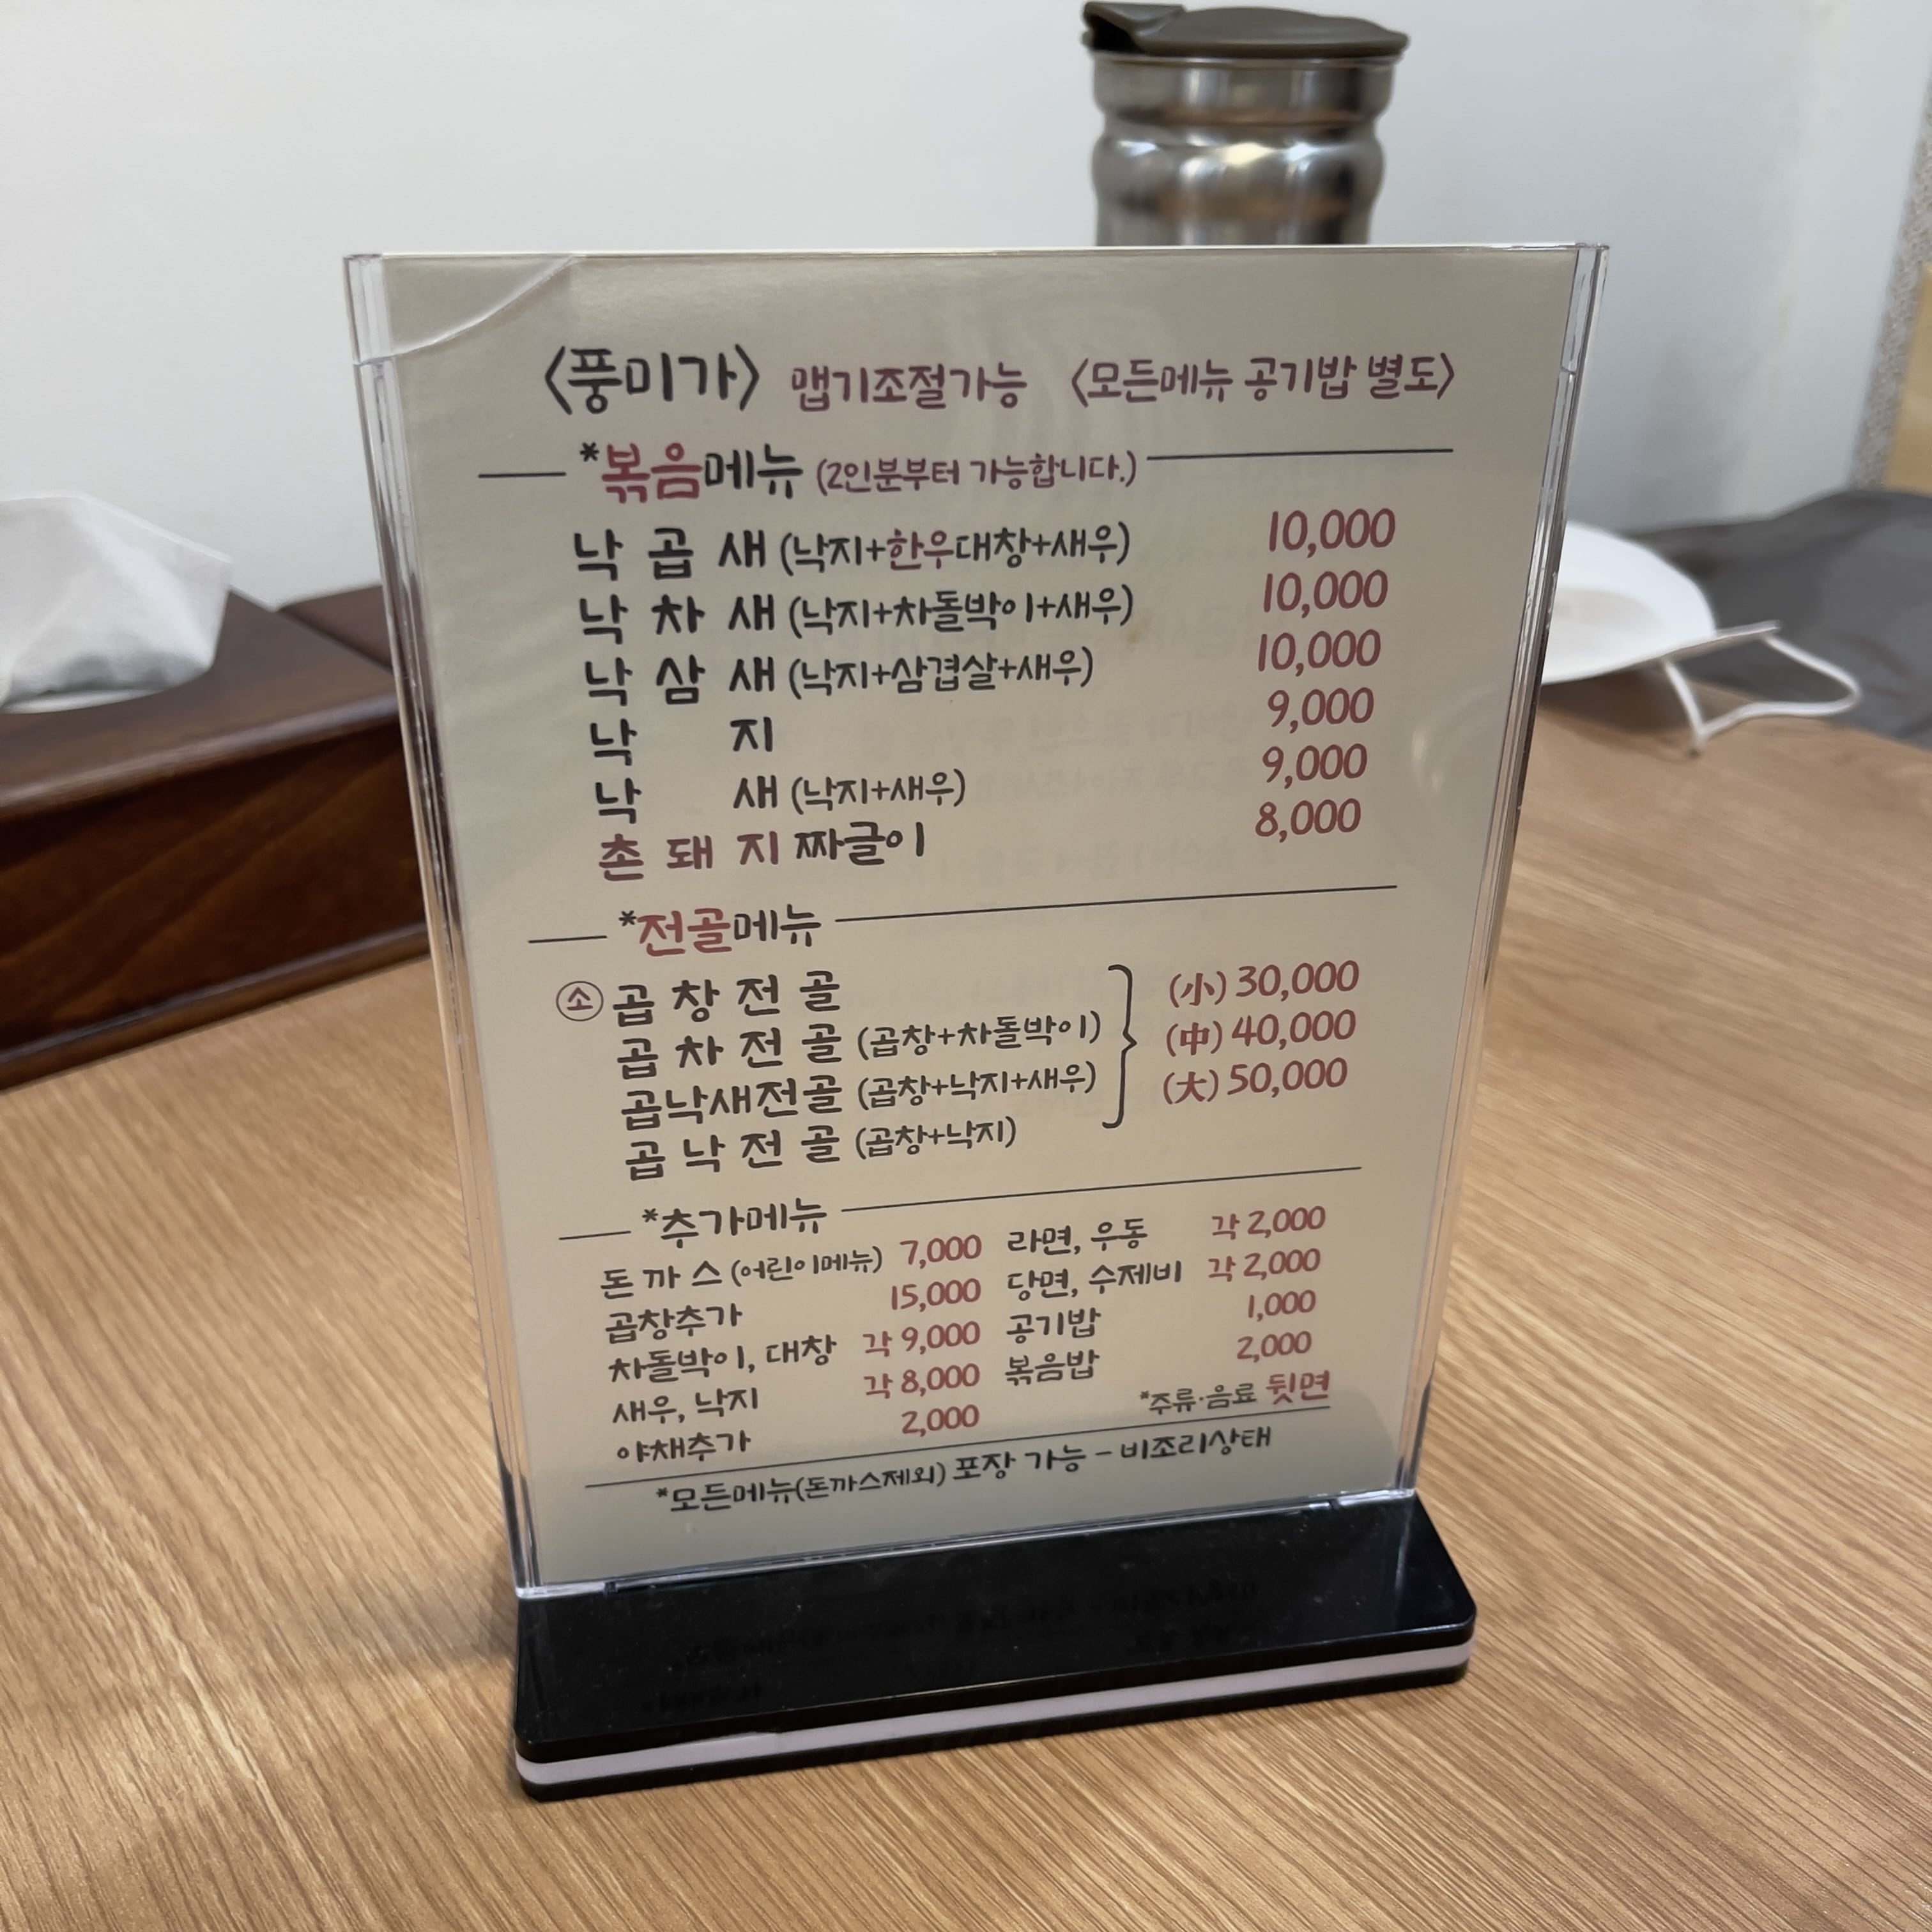 <풍미가> 맵기조절가능 <모든메뉴 공기밥 별도>
*볶음메뉴 (2인분부터 가능합니다.)
낙 곱 새 (낙지+한우대창+새우) 10,000
낙 차 새 (낙지+차돌박이+새우) 10,000
낙 삼 새 (낙지+삼겹살+새우) 10,000
낙 지 9,000
낙 새 (낙지+새우) 9,000
촌 돼 지 짜글이 8,000
*전골메뉴
소 곱 창 전 골 (小) 30,000
곱 차 전 골 (곱창+차돌박이) (中) 40,000
곱낙새전골 (곱창+낙지+새우) (大) 50,000
곱 낙 전 골 (곱창+낙지)
*추가메뉴
돈 까 스 (어린이메뉴) 7,000 라면, 우동 각 2,000
곱창추가 15,000 당면, 수제비 각 2,000
차돌박이, 대창 각 9,000 공기밥 1,000
새우, 낙지 각 8,000 볶음밥 2,000
야채추가 2,000 *주류·음료 뒷면
*모든메뉴(돈까스제외) 포장 가능 - 비조리상태